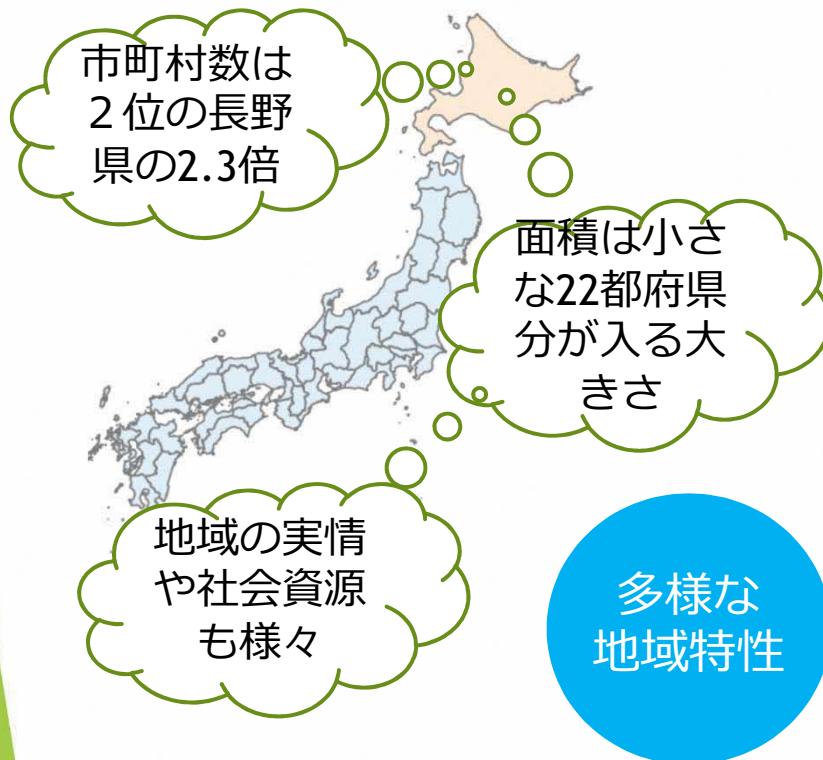 市町村数は
２位の長野
県の2.3倍
面積は小さ
な22都府県
分が入る大
きさ
地域の実情
や社会資源
も様々
多様な
地域特性